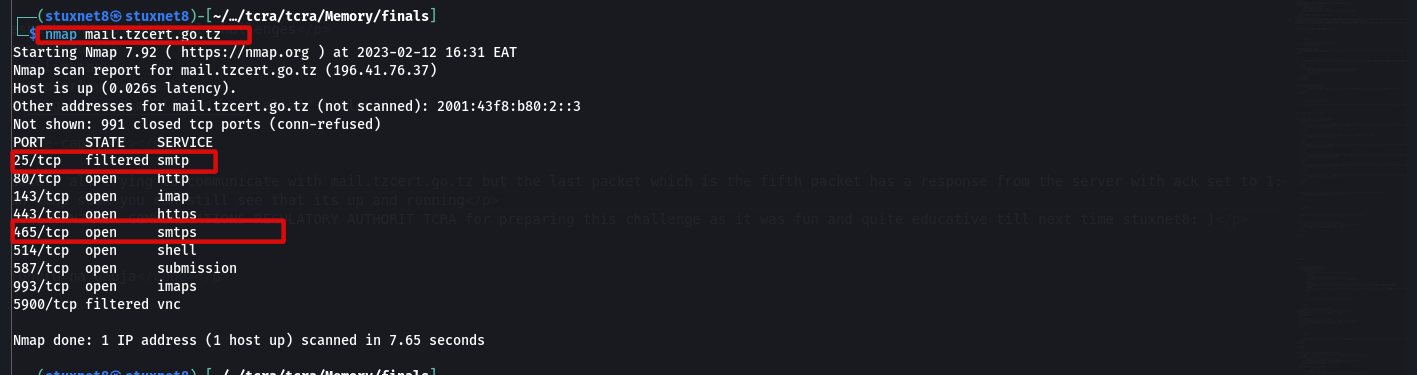 (stuxnet8㉿stuxnet8)-[~/…/tcra/tcra/Memory/finals]
$ nmap mail.tzcert.go.tz
Starting Nmap 7.92 ( https://nmap.org ) at 2023-02-12 16:31 EAT
Nmap scan report for mail.tzcert.go.tz (196.41.76.37)
Host is up (0.026s latency).
Other addresses for mail.tzcert.go.tz (not scanned): 2001:43f8:b80:2::3
Not shown: 991 closed tcp ports (conn-refused)
PORT STATE SERVICE
25/tcp filtered smtp
80/tcp open http
143/tcp open imap
443/tcp open https
465/tcp open smtps
514/tcp open shell
587/tcp open submission
993/tcp open imaps
5900/tcp filtered vnc
Nmap done: 1 IP address (1 host up) scanned in 7.65 seconds
(stuxnet8㉿stuxnet8)-[~/…/tcra/tcra/Memory/finals]